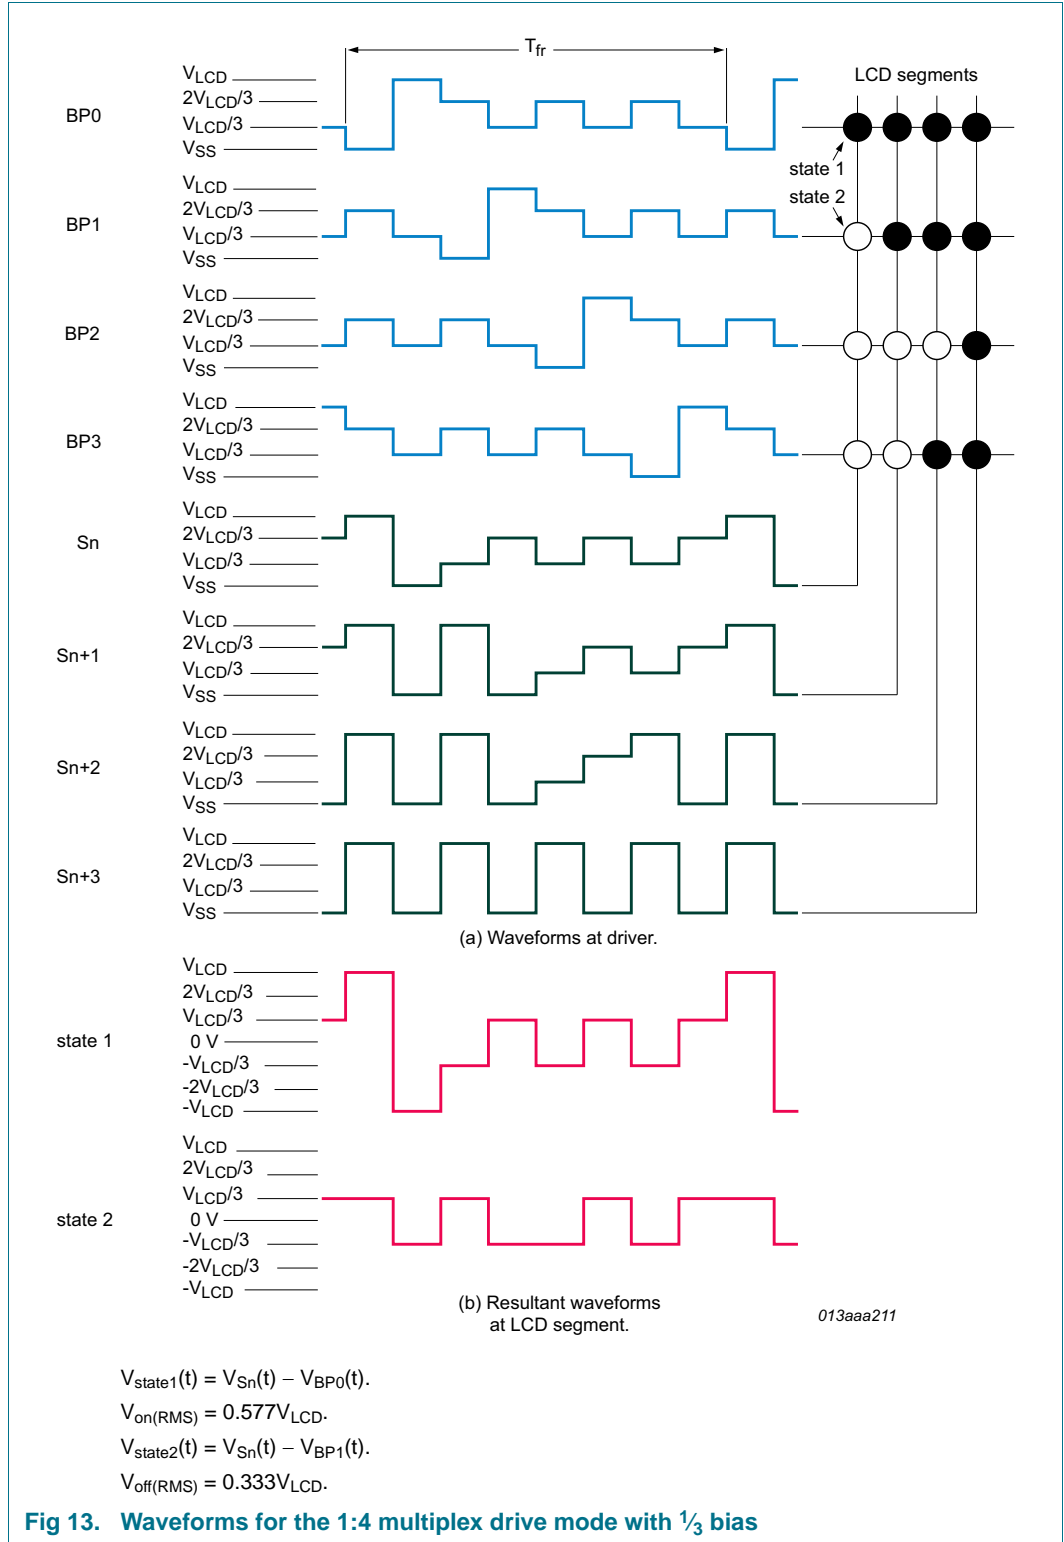 Tfr
VLCD
2VLCD/3
BP0
VLCD/3
VSS
LCD segments
state 1
state 2
VLCD
2VLCD/3
BP1
VLCD/3
VSS
VLCD
2VLCD/3
BP2
VLCD/3
VSS
VLCD
2VLCD/3
BP3
VLCD/3
VSS
VLCD
2VLCD/3
Sn
VLCD/3
VSS
VLCD
2VLCD/3
Sn+1
VLCD/3
VSS
VLCD
2VLCD/3
Sn+2
VLCD/3
VSS
VLCD
2VLCD/3
Sn+3
VLCD/3
VSS
(a) Waveforms at driver.
VLCD
2VLCD/3
VLCD/3
state 1
0 V
-VLCD/3
-2VLCD/3
-VLCD
VLCD
2VLCD/3
VLCD/3
state 2
0 V
-VLCD/3
-2VLCD/3
-VLCD
(b) Resultant waveforms
at LCD segment.
013aaa211
Vstate1(t) = VSn(t) − VBP0(t).
Von(RMS) = 0.577VLCD.
Vstate2(t) = VSn(t) − VBP1(t).
Voff(RMS) = 0.333VLCD.
Fig 13. Waveforms for the 1:4 multiplex drive mode with 1⁄3 bias